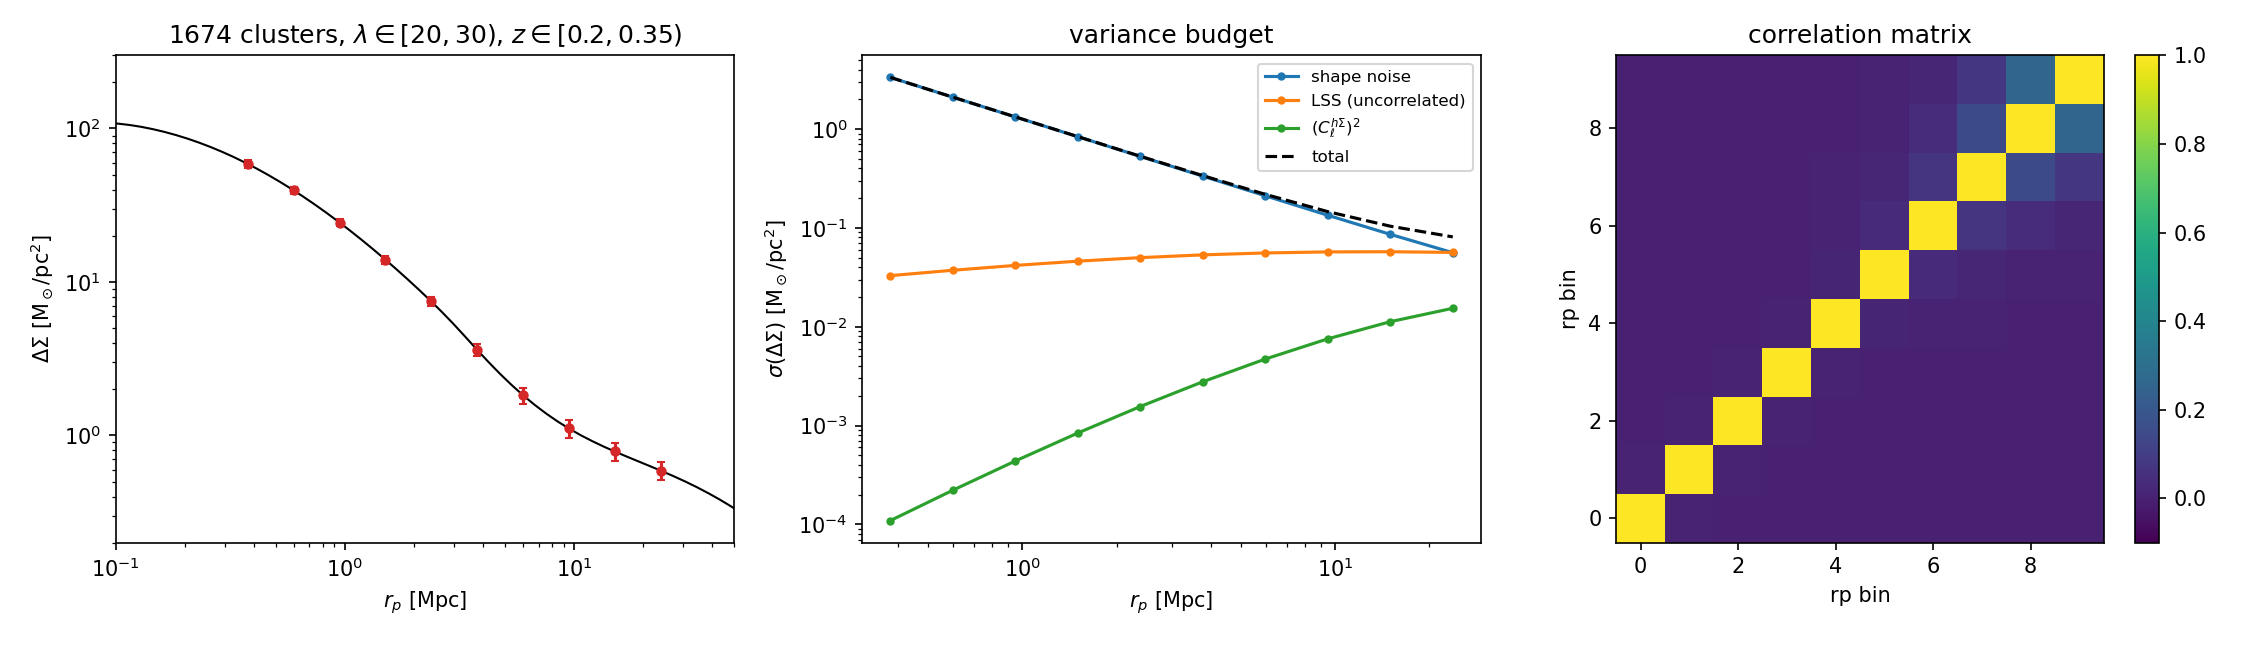 1674 clusters, λ ∈ [20, 30), z ∈ [0.2, 0.35)
10²
10¹
10⁰
ΔΣ [M_⊙/pc²]
10⁻¹ 10⁰ 10¹
r_p [Mpc]
variance budget
shape noise
LSS (uncorrelated)
(C_ℓ^{hΣ})²
total
10⁰
10⁻¹
10⁻²
10⁻³
10⁻⁴
σ(ΔΣ) [M_⊙/pc²]
10⁰ 10¹
r_p [Mpc]
correlation matrix
8
6
4
2
0
rp bin
0 2 4 6 8
rp bin
1.0
0.8
0.6
0.4
0.2
0.0